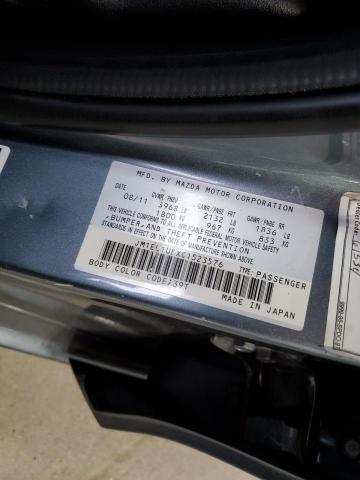 MFD. BY MAZDA MOTOR CORPORATION
08/11 GVWR/PNBV GAWR/PNBE FRT GAWR/PNBE RR
3968 LB 2132 LB 1836 LB
1800 KG 967 KG 833 KG
THIS VEHICLE CONFORMS TO ALL APPLICABLE FEDERAL MOTOR VEHICLE SAFETY
, BUMPER, AND THEFT PREVENTION
STANDARDS IN EFFECT ON THE DATE OF MANUFACTURE SHOWN ABOVE.
TYPE: PASSENGER
BODY COLOR CODE: 39T MADE IN JAPAN